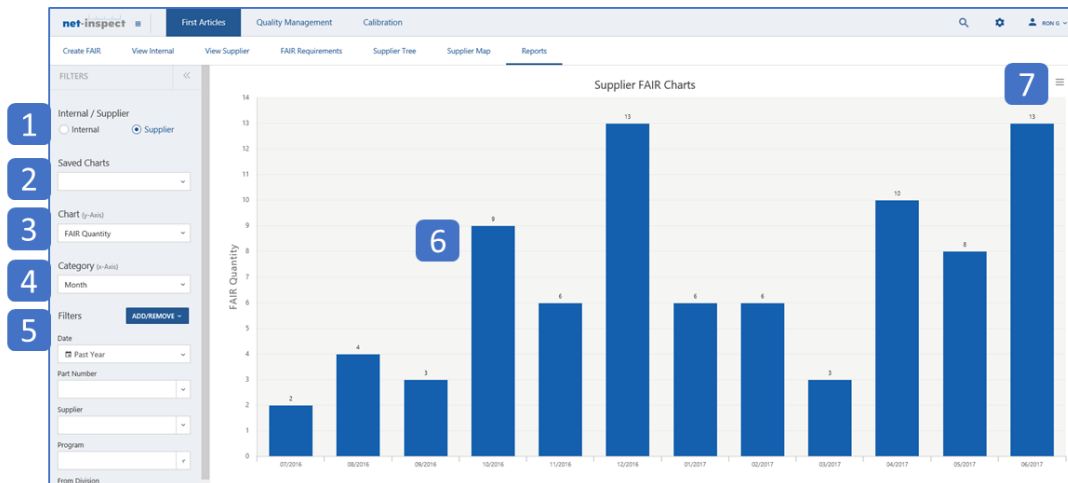 net-inspect
First Articles
Quality Management
Calibration
RON G
Create FAIR
View Internal
View Supplier
FAIR Requirements
Supplier Tree
Supplier Map
Reports
FILTERS
1
Internal / Supplier
Internal
Supplier
2
Saved Charts
3
Chart (y-Axis)
FAIR Quantity
4
Category (x-Axis)
Month
5
Filters
ADD/REMOVE
Date
Past Year
Part Number
Supplier
Program
From Division
Supplier FAIR Charts
7
6
FAIR Quantity
14
13
12
11
10
9
8
7
6
5
4
3
2
1
0
2
4
3
9
6
13
6
6
3
10
8
13
07/2016
08/2016
09/2016
10/2016
11/2016
12/2016
01/2017
02/2017
03/2017
04/2017
05/2017
06/2017